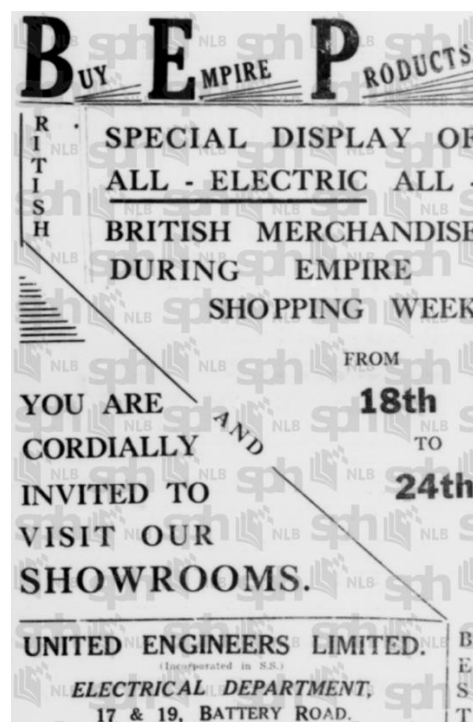 BUY EMPIRE PRODUCTS
BRITISH
SPECIAL DISPLAY OF
ALL - ELECTRIC ALL -
BRITISH MERCHANDISE
DURING EMPIRE
SHOPPING WEEK
FROM
18th
TO
24th
AND
YOU ARE
CORDIALLY
INVITED TO
VISIT OUR
SHOWROOMS.
UNITED ENGINEERS LIMITED.
(Incorporated in S.S.)
ELECTRICAL DEPARTMENT,
17 & 19, BATTERY ROAD.
BEST